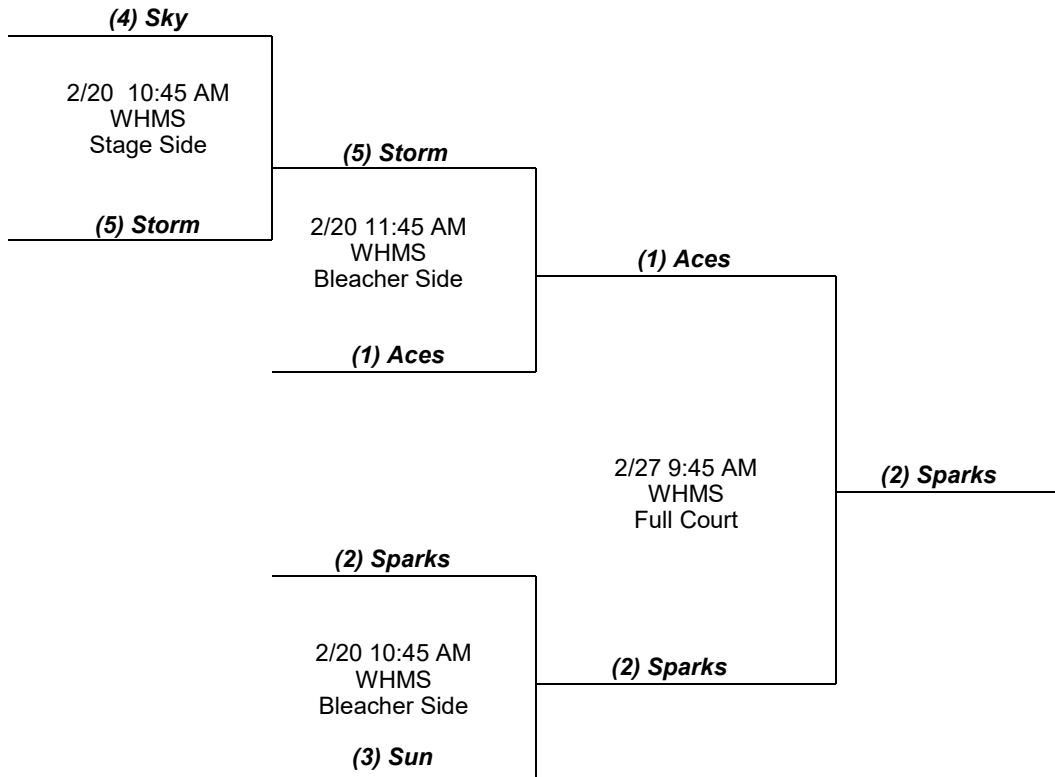 (4) Sky
2/20  10:45 AM
WHMS
Stage Side
(5) Storm
(5) Storm
2/20 11:45 AM
WHMS
Bleacher Side
(1) Aces
(1) Aces
2/27 9:45 AM
WHMS
Full Court
(2) Sparks
(2) Sparks
2/20 10:45 AM
WHMS
Bleacher Side
(2) Sparks
(3) Sun